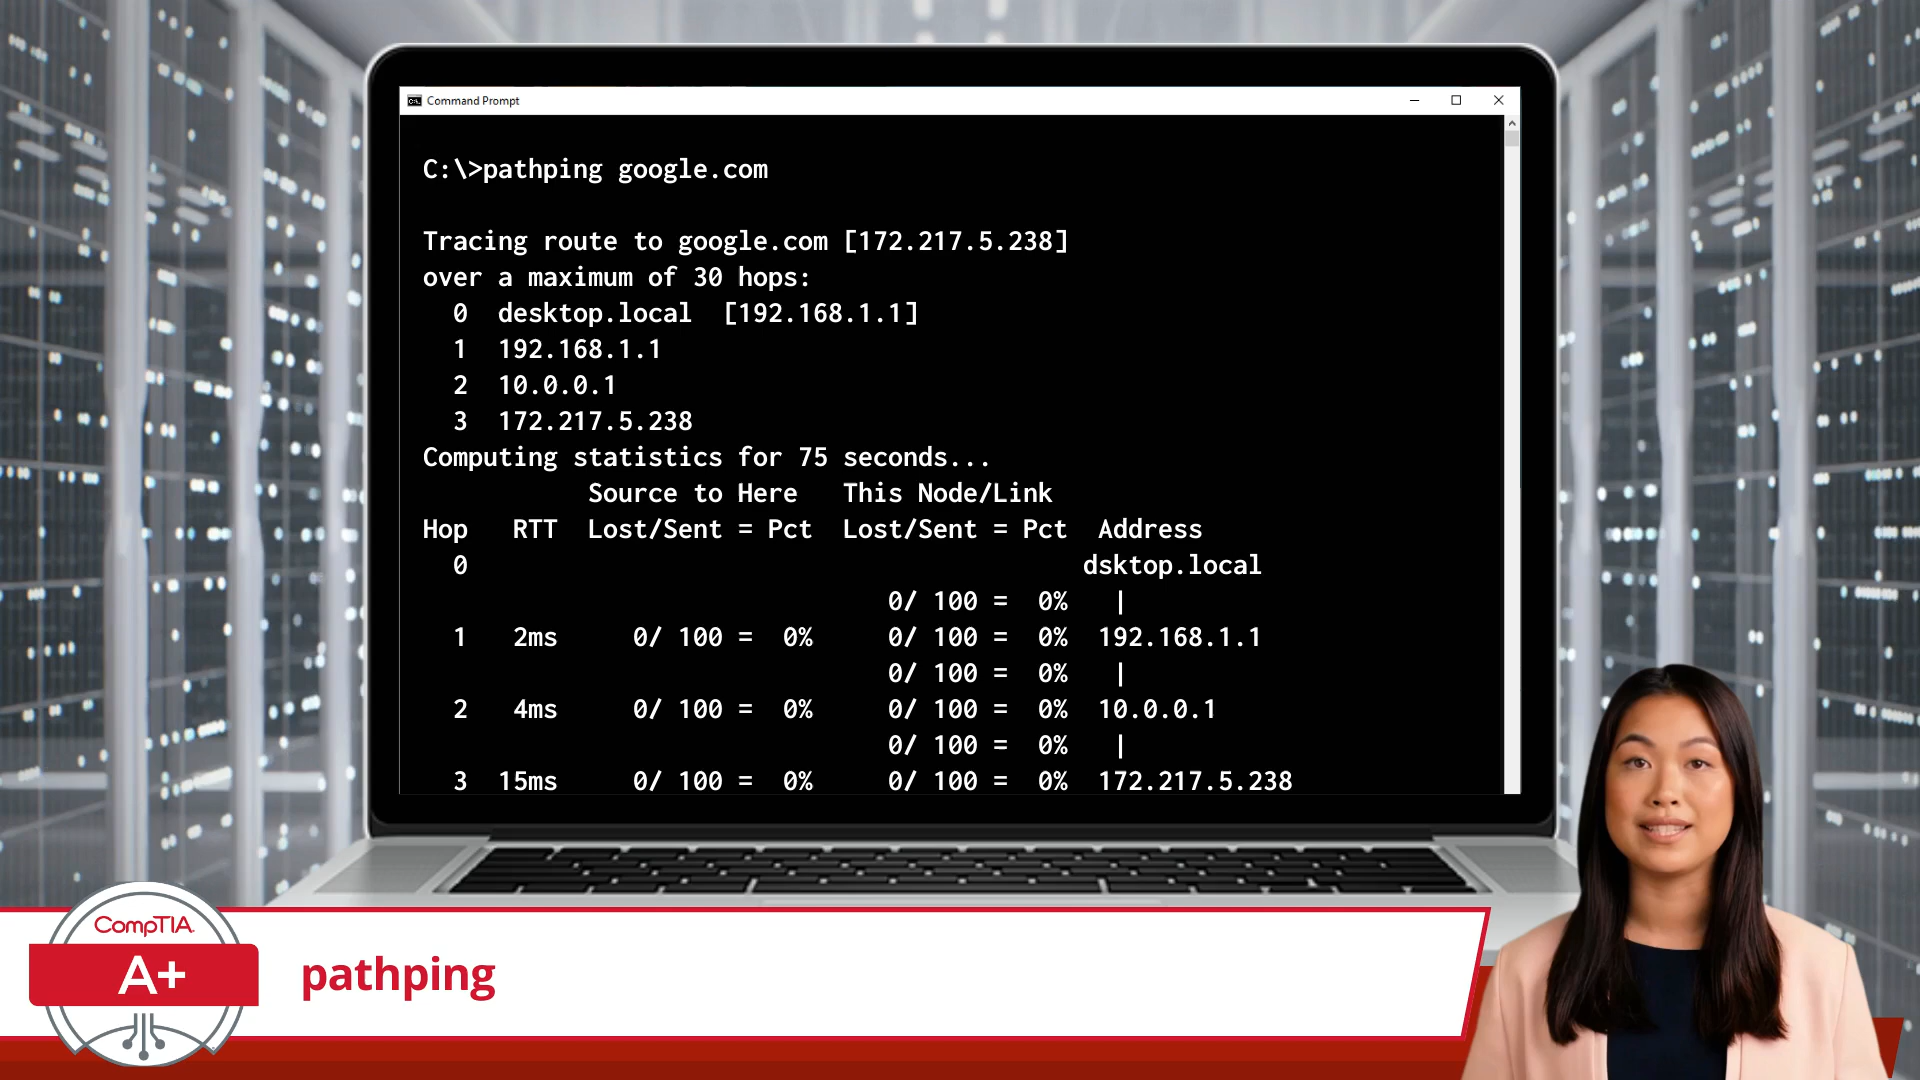 Command Prompt
C:\>pathping google.com
Tracing route to google.com [172.217.5.238]
over a maximum of 30 hops:
0 desktop.local [192.168.1.1]
1 192.168.1.1
2 10.0.0.1
3 172.217.5.238
Computing statistics for 75 seconds...
Source to Here This Node/Link
Hop RTT Lost/Sent = Pct Lost/Sent = Pct Address
0 dsktop.local
0/ 100 = 0% |
1 2ms 0/ 100 = 0% 0/ 100 = 0% 192.168.1.1
0/ 100 = 0% |
2 4ms 0/ 100 = 0% 0/ 100 = 0% 10.0.0.1
0/ 100 = 0% |
3 15ms 0/ 100 = 0% 0/ 100 = 0% 172.217.5.238
CompTIA
A+
pathping